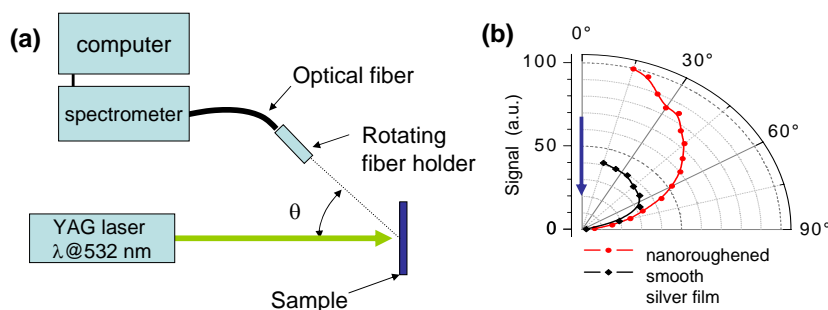 (a)
computer
spectrometer
Optical fiber
Rotating
fiber holder
θ
YAG laser
λ@532 nm
Sample
(b)
0°
30°
60°
90°
100
50
0
0
Signal (a.u.)
nanoroughened
smooth
silver film